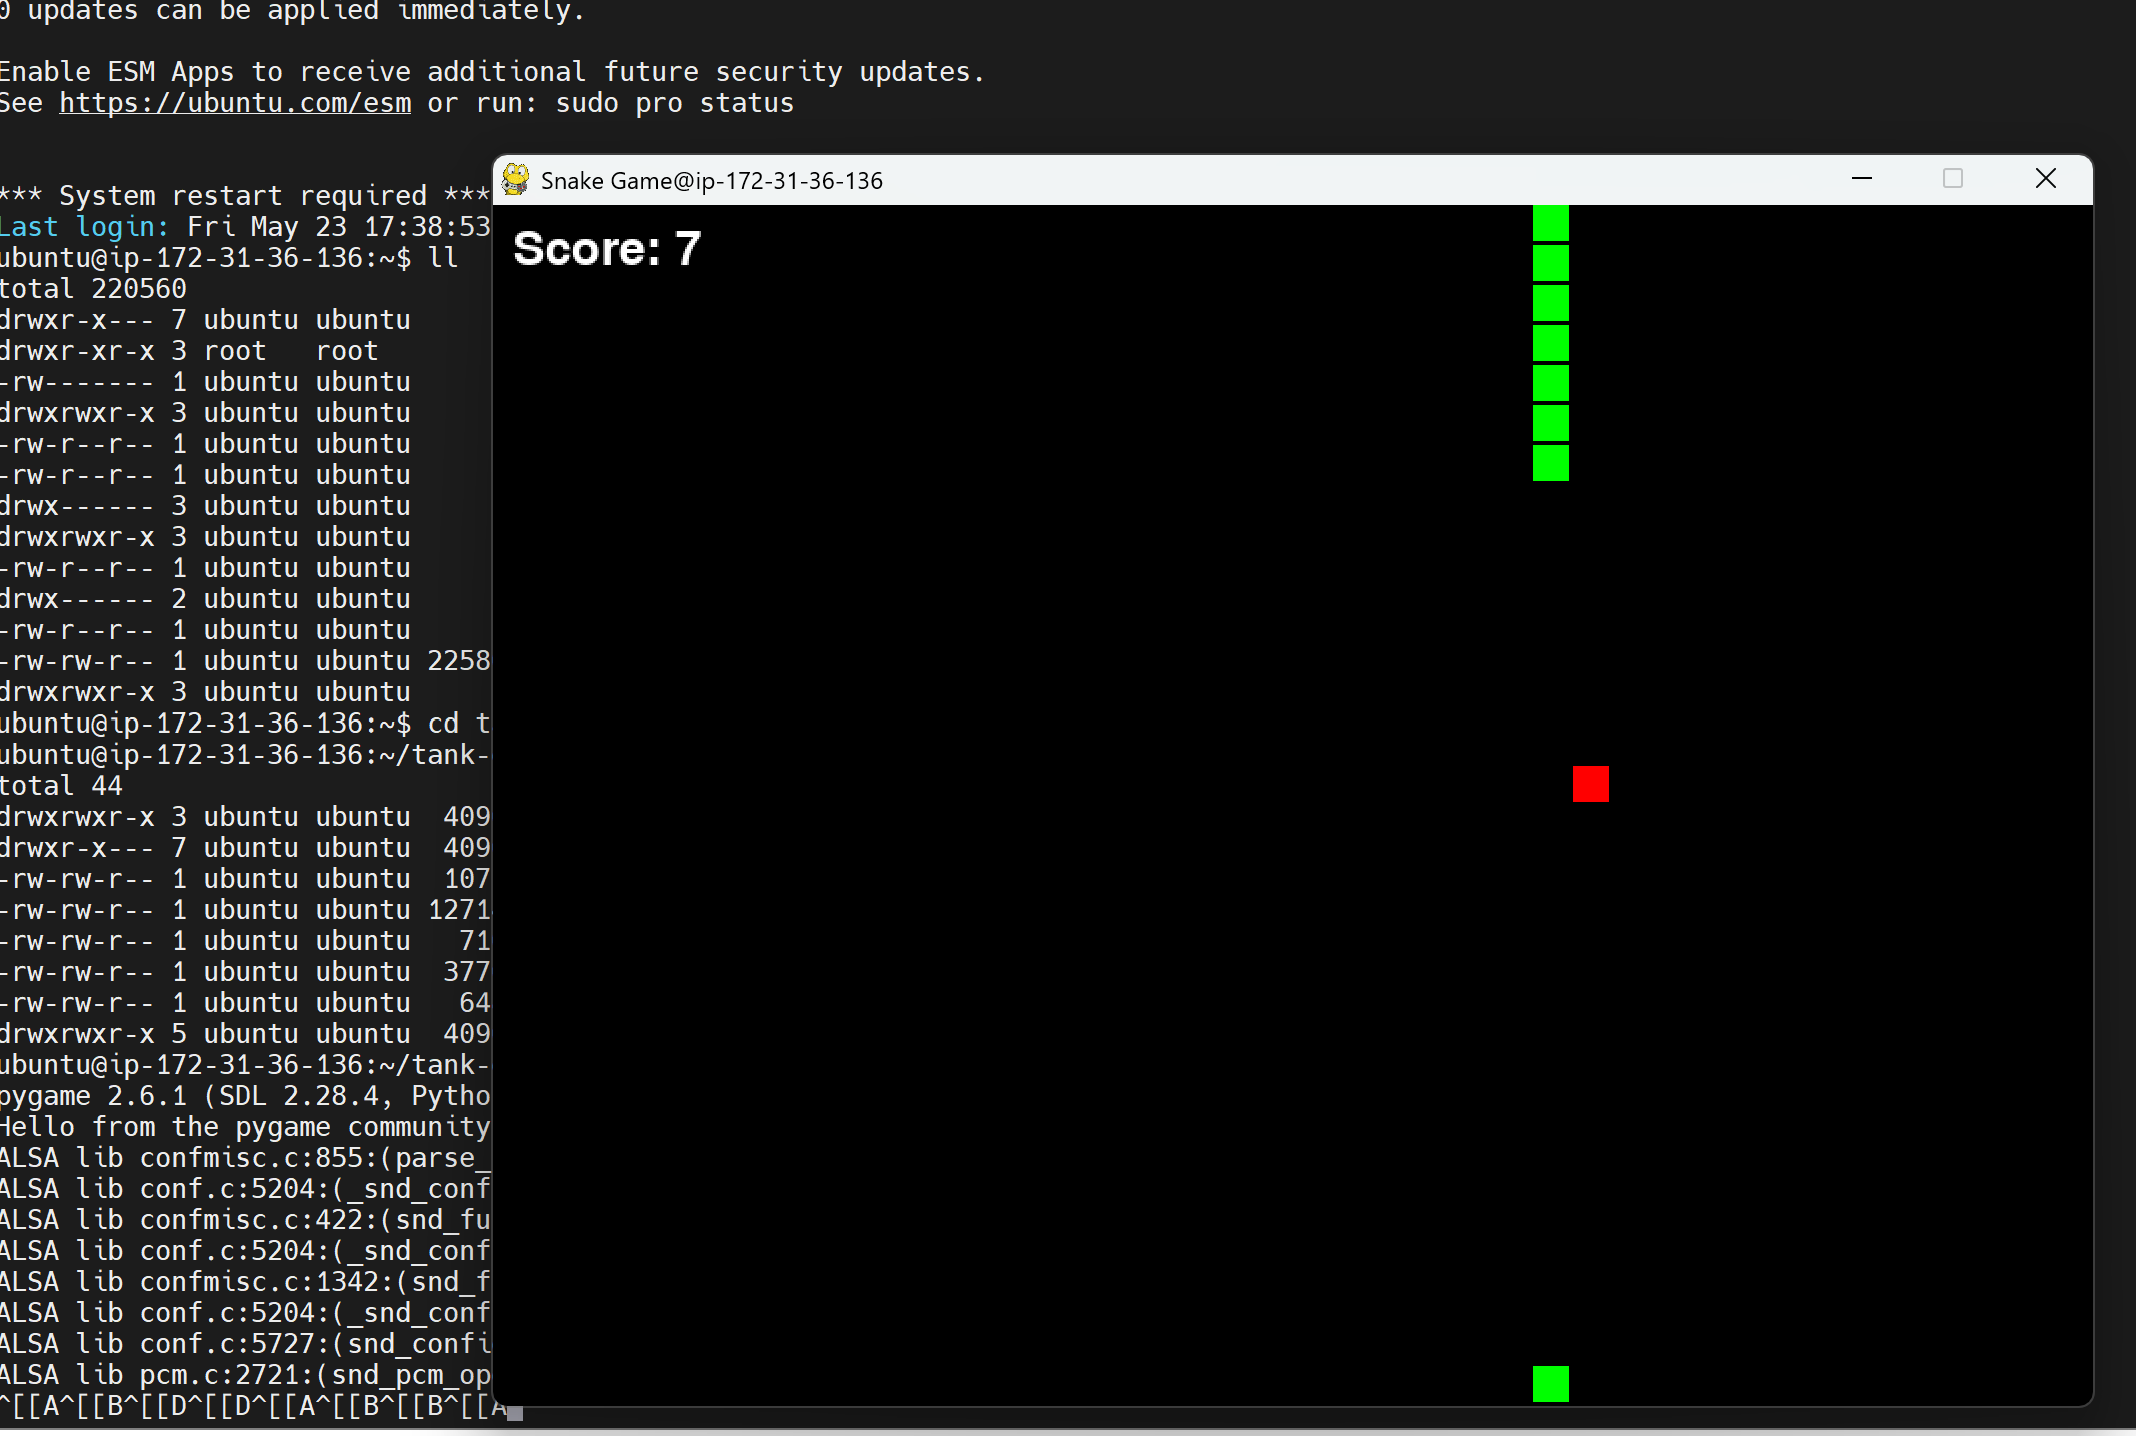 0 updates can be applied immediately.
Enable ESM Apps to receive additional future security updates.
See https://ubuntu.com/esm or run: sudo pro status
*** System restart required ***
Last login: Fri May 23 17:38:53
ubuntu@ip-172-31-36-136:~$ ll
total 220560
drwxr-x--- 7 ubuntu ubuntu
drwxr-xr-x 3 root   root
-rw------- 1 ubuntu ubuntu
drwxrwxr-x 3 ubuntu ubuntu
-rw-r--r-- 1 ubuntu ubuntu
-rw-r--r-- 1 ubuntu ubuntu
drwx------ 3 ubuntu ubuntu
drwxrwxr-x 3 ubuntu ubuntu
-rw-r--r-- 1 ubuntu ubuntu
drwx------ 2 ubuntu ubuntu
-rw-r--r-- 1 ubuntu ubuntu
-rw-rw-r-- 1 ubuntu ubuntu 2258
drwxrwxr-x 3 ubuntu ubuntu
ubuntu@ip-172-31-36-136:~$ cd t
ubuntu@ip-172-31-36-136:~/tank-
total 44
drwxrwxr-x 3 ubuntu ubuntu  409
drwxr-x--- 7 ubuntu ubuntu  409
-rw-rw-r-- 1 ubuntu ubuntu  107
-rw-rw-r-- 1 ubuntu ubuntu 1271
-rw-rw-r-- 1 ubuntu ubuntu   71
-rw-rw-r-- 1 ubuntu ubuntu  377
-rw-rw-r-- 1 ubuntu ubuntu   64
drwxrwxr-x 5 ubuntu ubuntu  409
ubuntu@ip-172-31-36-136:~/tank-
pygame 2.6.1 (SDL 2.28.4, Pytho
Hello from the pygame community
ALSA lib confmisc.c:855:(parse_
ALSA lib conf.c:5204:(_snd_conf
ALSA lib confmisc.c:422:(snd_fu
ALSA lib conf.c:5204:(_snd_conf
ALSA lib confmisc.c:1342:(snd_f
ALSA lib conf.c:5204:(_snd_conf
ALSA lib conf.c:5727:(snd_confi
ALSA lib pcm.c:2721:(snd_pcm_op
^[[A^[[B^[[D^[[D^[[A^[[B^[[B^[[A
Snake Game@ip-172-31-36-136
Score: 7